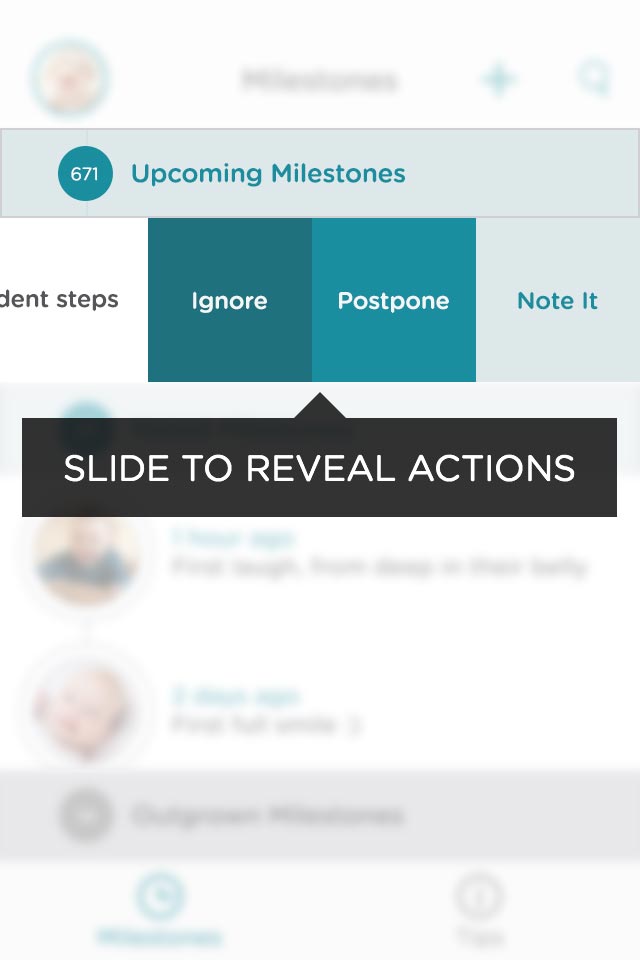 Milestones
671
Upcoming Milestones
dent steps
Ignore
Postpone
Note It
SLIDE TO REVEAL ACTIONS
1 hour ago
First laugh, from deep in their belly
2 days ago
First full smile :)
Outgrown Milestones
Milestones
Tips